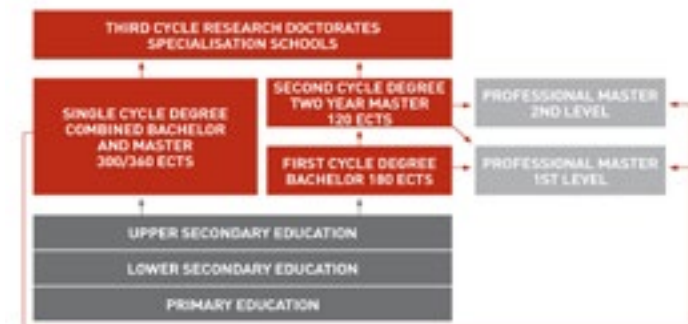 THIRD CYCLE RESEARCH DOCTORATES
SPECIALISATION SCHOOLS
SINGLE CYCLE DEGREE
COMBINED BACHELOR
AND MASTER
300/360 ECTS
SECOND CYCLE DEGREE
TWO YEAR MASTER
120 ECTS
PROFESSIONAL MASTER
2ND LEVEL
FIRST CYCLE DEGREE
BACHELOR 180 ECTS
PROFESSIONAL MASTER
1ST LEVEL
UPPER SECONDARY EDUCATION
LOWER SECONDARY EDUCATION
PRIMARY EDUCATION